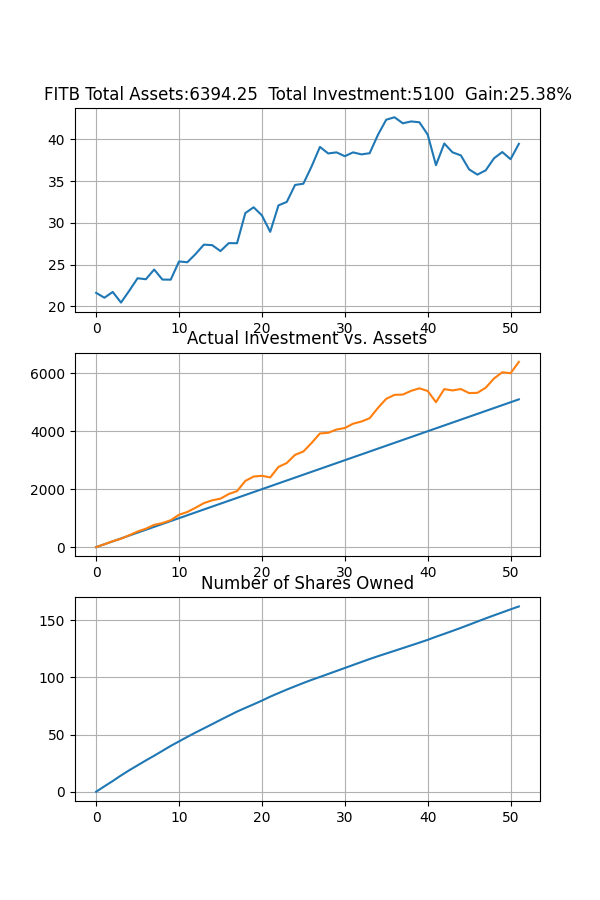 FITB Total Assets:6394.25  Total Investment:5100  Gain:25.38%
40
35
30
25
20
0 10 20 30 40 50
Actual Investment vs. Assets
6000
4000
2000
0
0 10 20 30 40 50
Number of Shares Owned
150
100
50
0
0 10 20 30 40 50